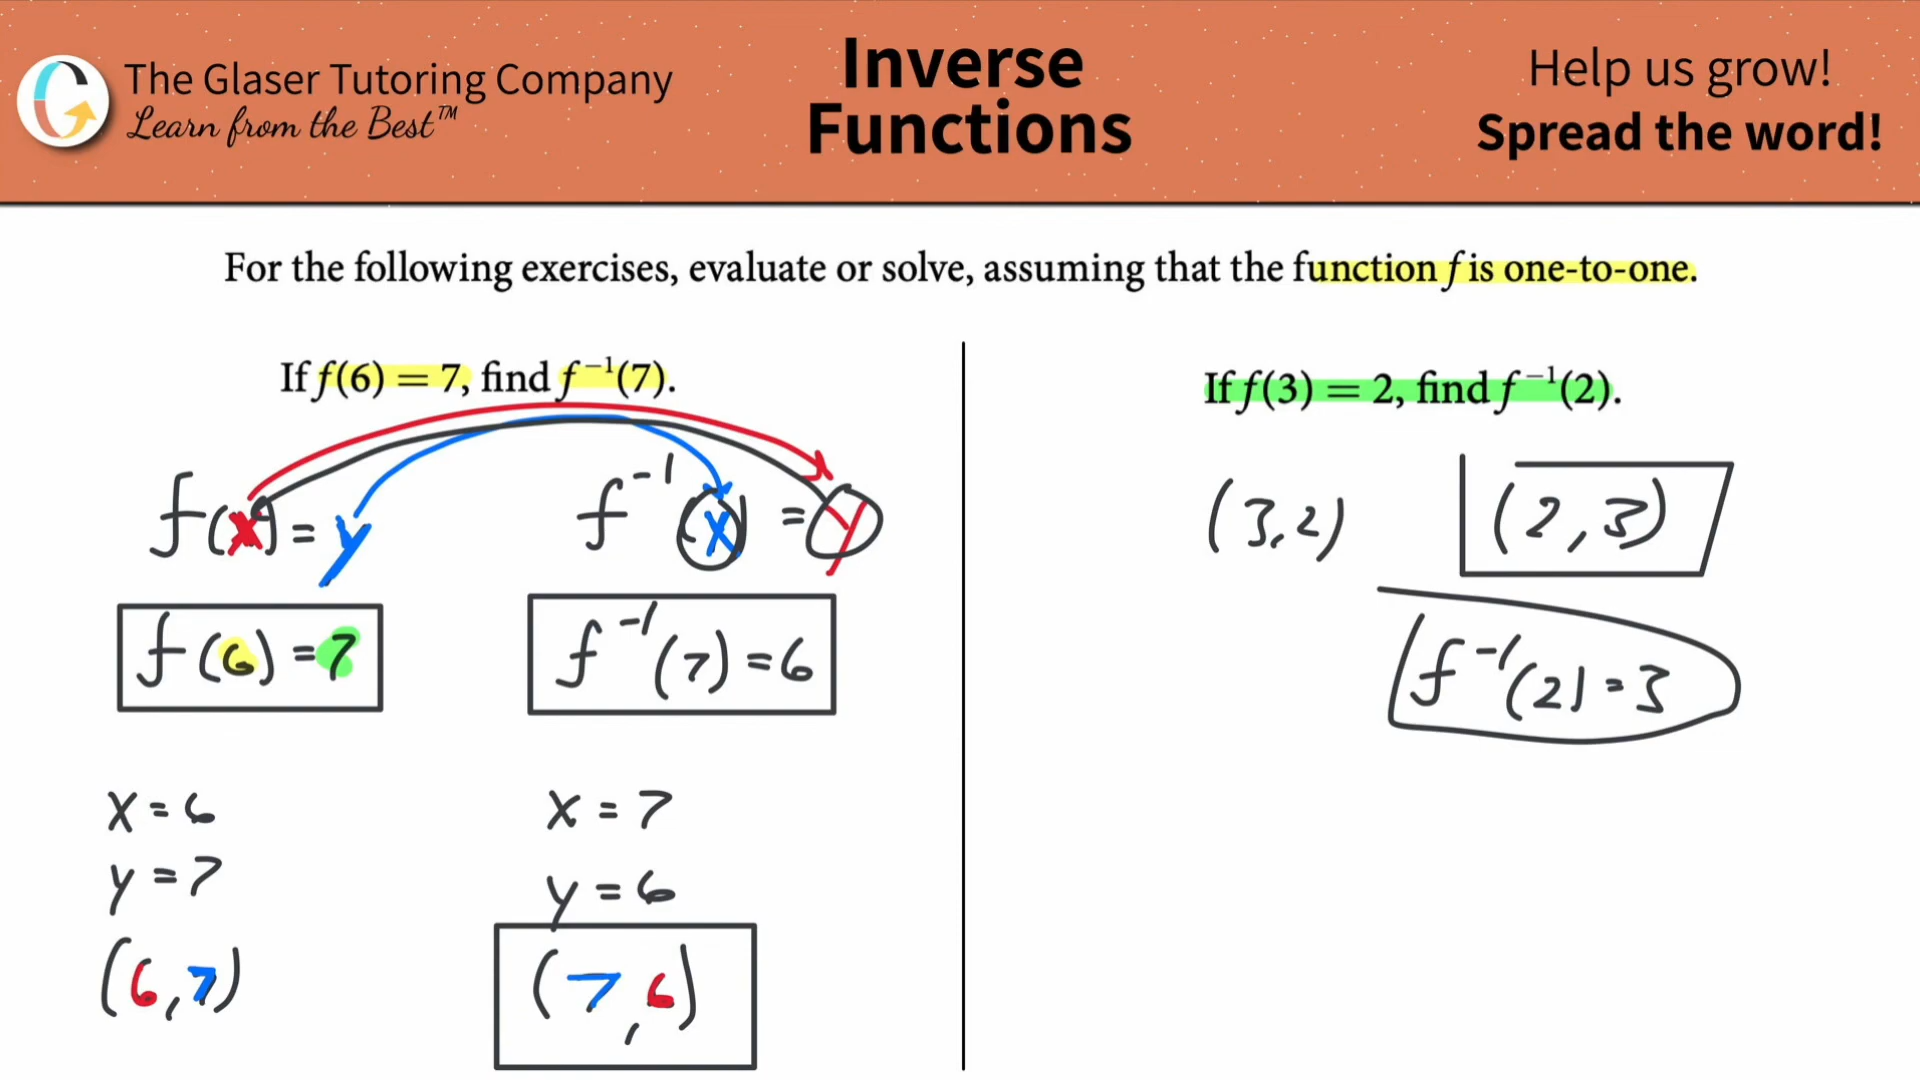 The Glaser Tutoring Company
Learn from the Best™
Inverse
Functions
Help us grow!
Spread the word!
For the following exercises, evaluate or solve, assuming that the function f is one-to-one.
If f(6) = 7, find f⁻¹(7).
f(x) = y
f⁻¹(x) = y
f(6) = 7
f⁻¹(7) = 6
x = 6
y = 7
(6,7)
x = 7
y = 6
(7,6)
If f(3) = 2, find f⁻¹(2).
(3,2)
(2,3)
f⁻¹(2) = 3